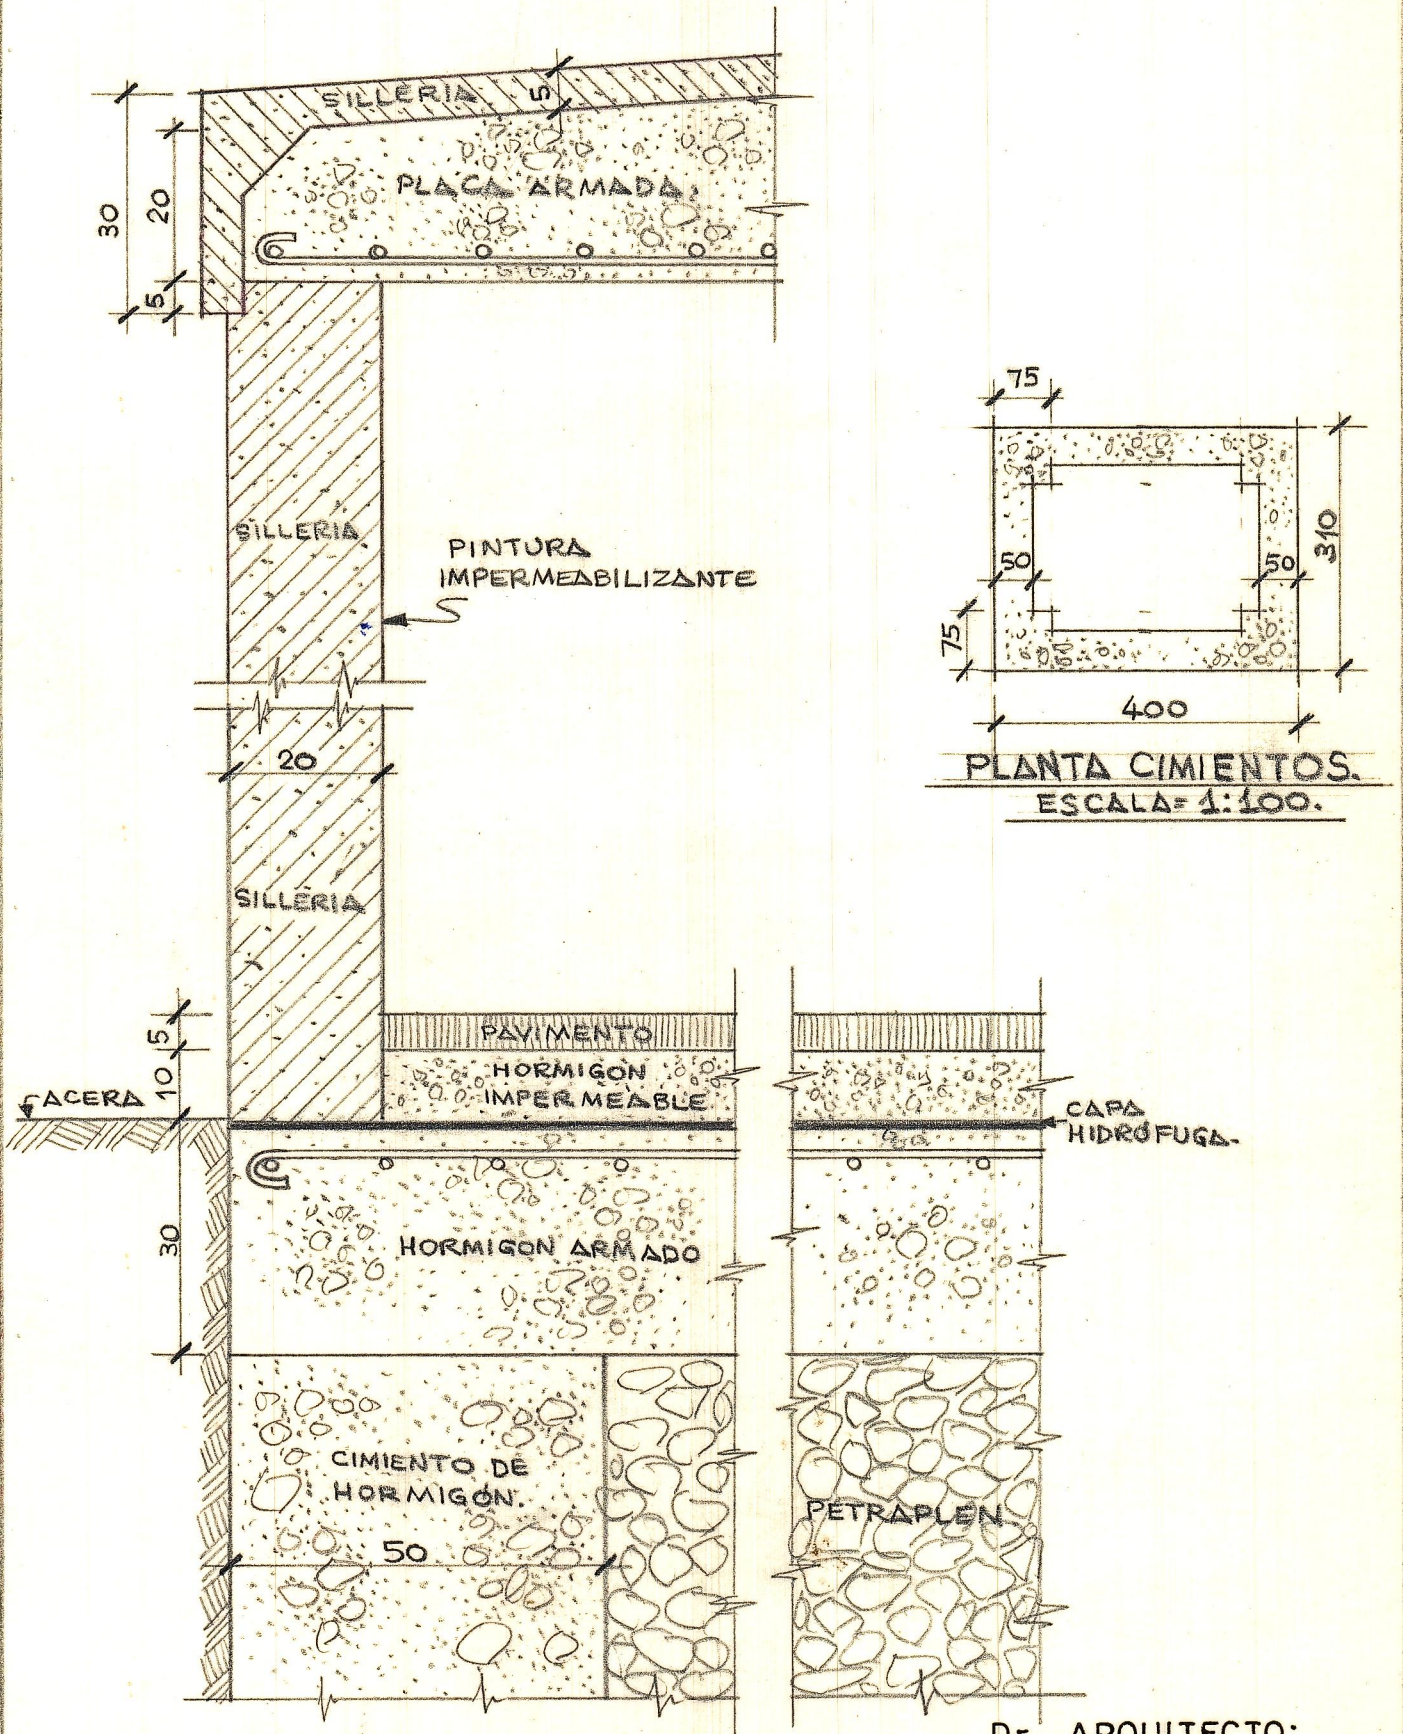 SILLERIA
5
PLACA ARMADA.
30
20
5
SILLERIA
PINTURA
IMPERMEABILIZANTE
20
SILLERIA
75
310
50
50
75
400
PLANTA CIMIENTOS.
ESCALA= 1:100.
5
10
PAVIMENTO
HORMIGON
IMPERMEABLE
ACERA
CAPA
HIDRÓFUGA.
30
HORMIGON ARMADO
CIMIENTO DE
HORMIGÓN.
50
PETRAPLEN
ARQUITECTO: